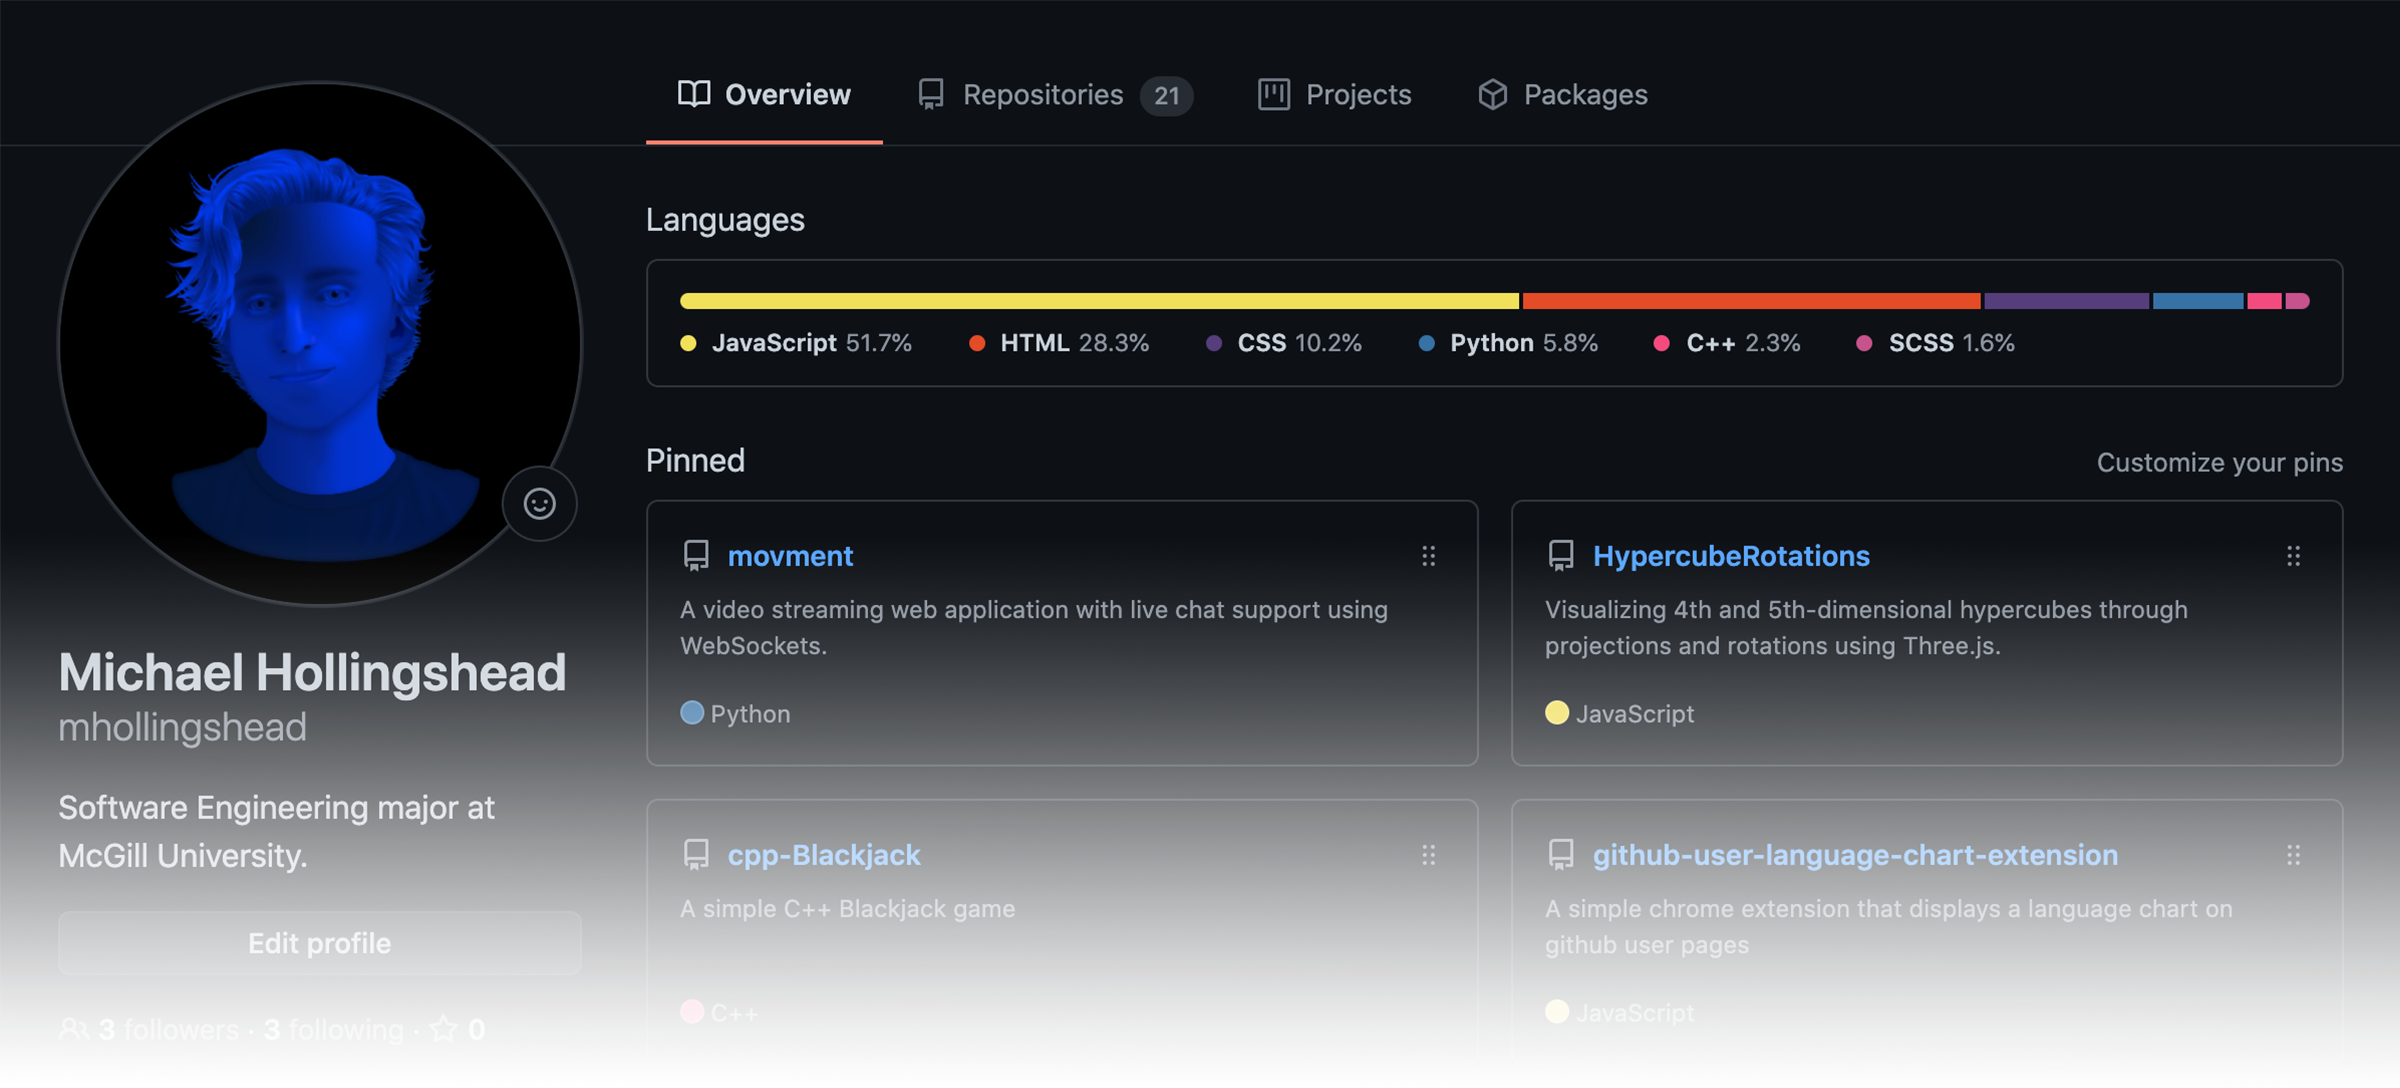 Overview Repositories 21 Projects Packages
Languages
JavaScript 51.7% HTML 28.3% CSS 10.2% Python 5.8% C++ 2.3% SCSS 1.6%
Pinned Customize your pins
movment
A video streaming web application with live chat support using
WebSockets.
Python
HypercubeRotations
Visualizing 4th and 5th-dimensional hypercubes through
projections and rotations using Three.js.
JavaScript
cpp-Blackjack
A simple C++ Blackjack game
C++
github-user-language-chart-extension
A simple chrome extension that displays a language chart on
github user pages
JavaScript
Michael Hollingshead
mhollingshead
Software Engineering major at
McGill University.
Edit profile
3 followers · 3 following · 0